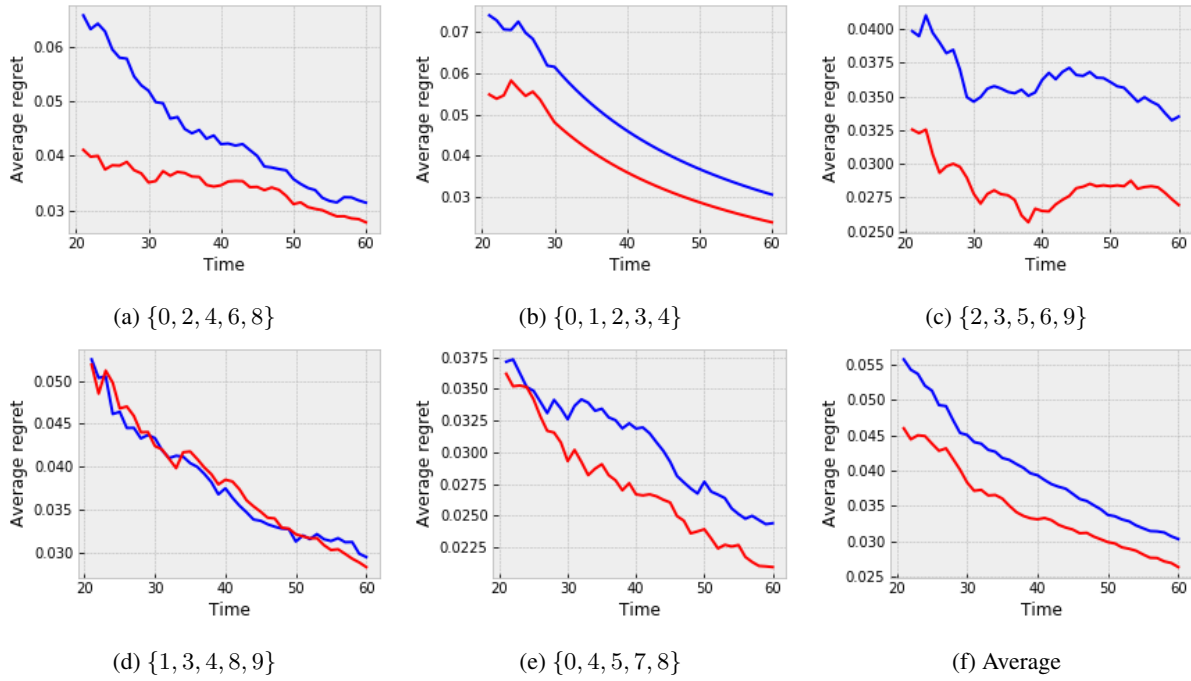 0.06
0.05
0.04
0.03
Average regret
20 30 40 50 60
Time
(a) {0, 2, 4, 6, 8}
0.07
0.06
0.05
0.04
0.03
Average regret
20 30 40 50 60
Time
(b) {0, 1, 2, 3, 4}
0.0400
0.0375
0.0350
0.0325
0.0300
0.0275
0.0250
Average regret
20 30 40 50 60
Time
(c) {2, 3, 5, 6, 9}
0.050
0.045
0.040
0.035
0.030
Average regret
20 30 40 50 60
Time
(d) {1, 3, 4, 8, 9}
0.0375
0.0350
0.0325
0.0300
0.0275
0.0250
0.0225
Average regret
20 30 40 50 60
Time
(e) {0, 4, 5, 7, 8}
0.055
0.050
0.045
0.040
0.035
0.030
0.025
Average regret
20 30 40 50 60
Time
(f) Average